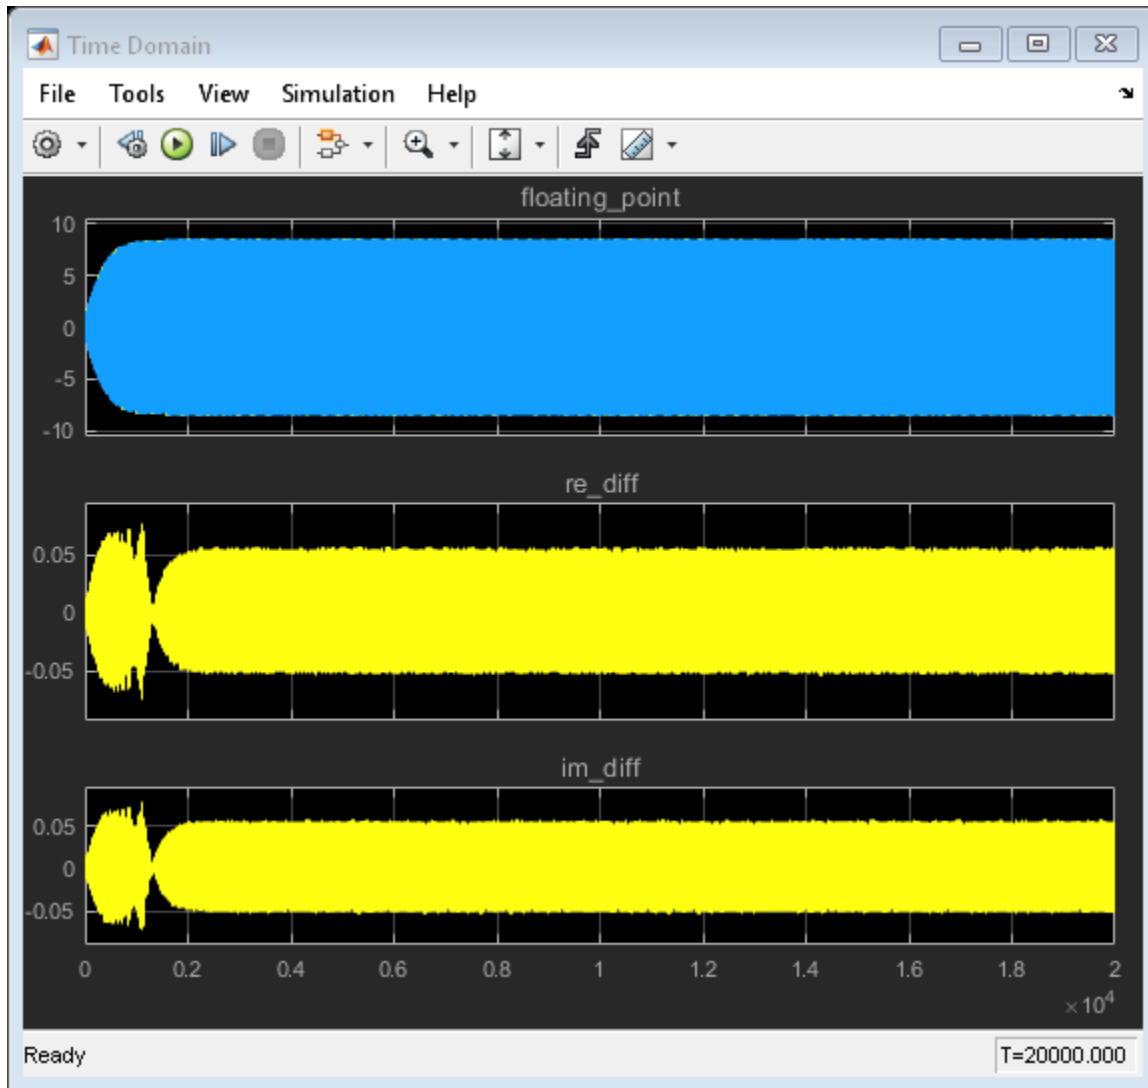 Time Domain
File Tools View Simulation Help
floating_point
10
5
0
-5
-10
re_diff
0.05
0
-0.05
im_diff
0.05
0
-0.05
0 0.2 0.4 0.6 0.8 1 1.2 1.4 1.6 1.8 2
×10⁴
Ready T=20000.000